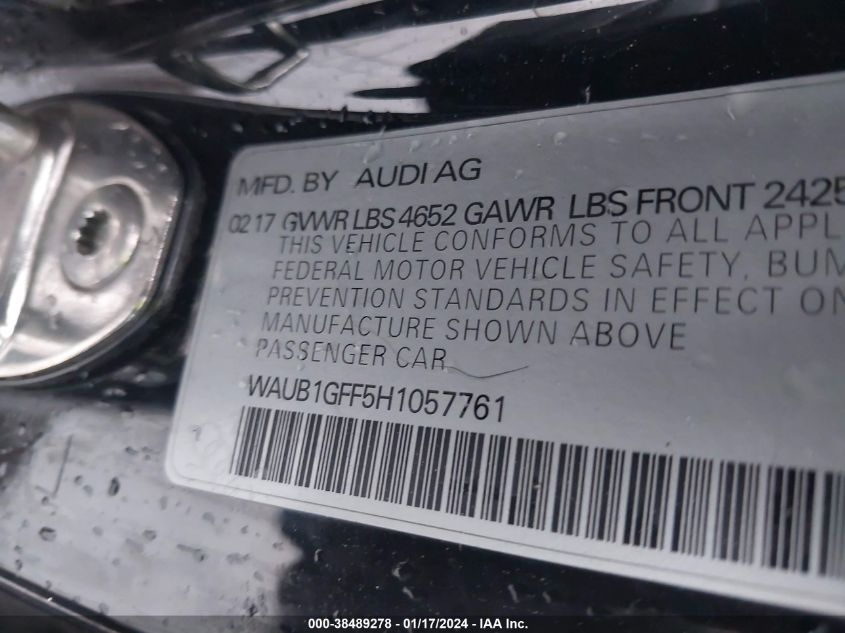 MFD. BY AUDI AG
02 17 GVWR LBS 4652 GAWR LBS FRONT 2425
THIS VEHICLE CONFORMS TO ALL APPL
FEDERAL MOTOR VEHICLE SAFETY, BUM
PREVENTION STANDARDS IN EFFECT ON
MANUFACTURE SHOWN ABOVE
PASSENGER CAR
WAUB1GFF5H1057761
000-38489278 - 01/17/2024 - IAA Inc.